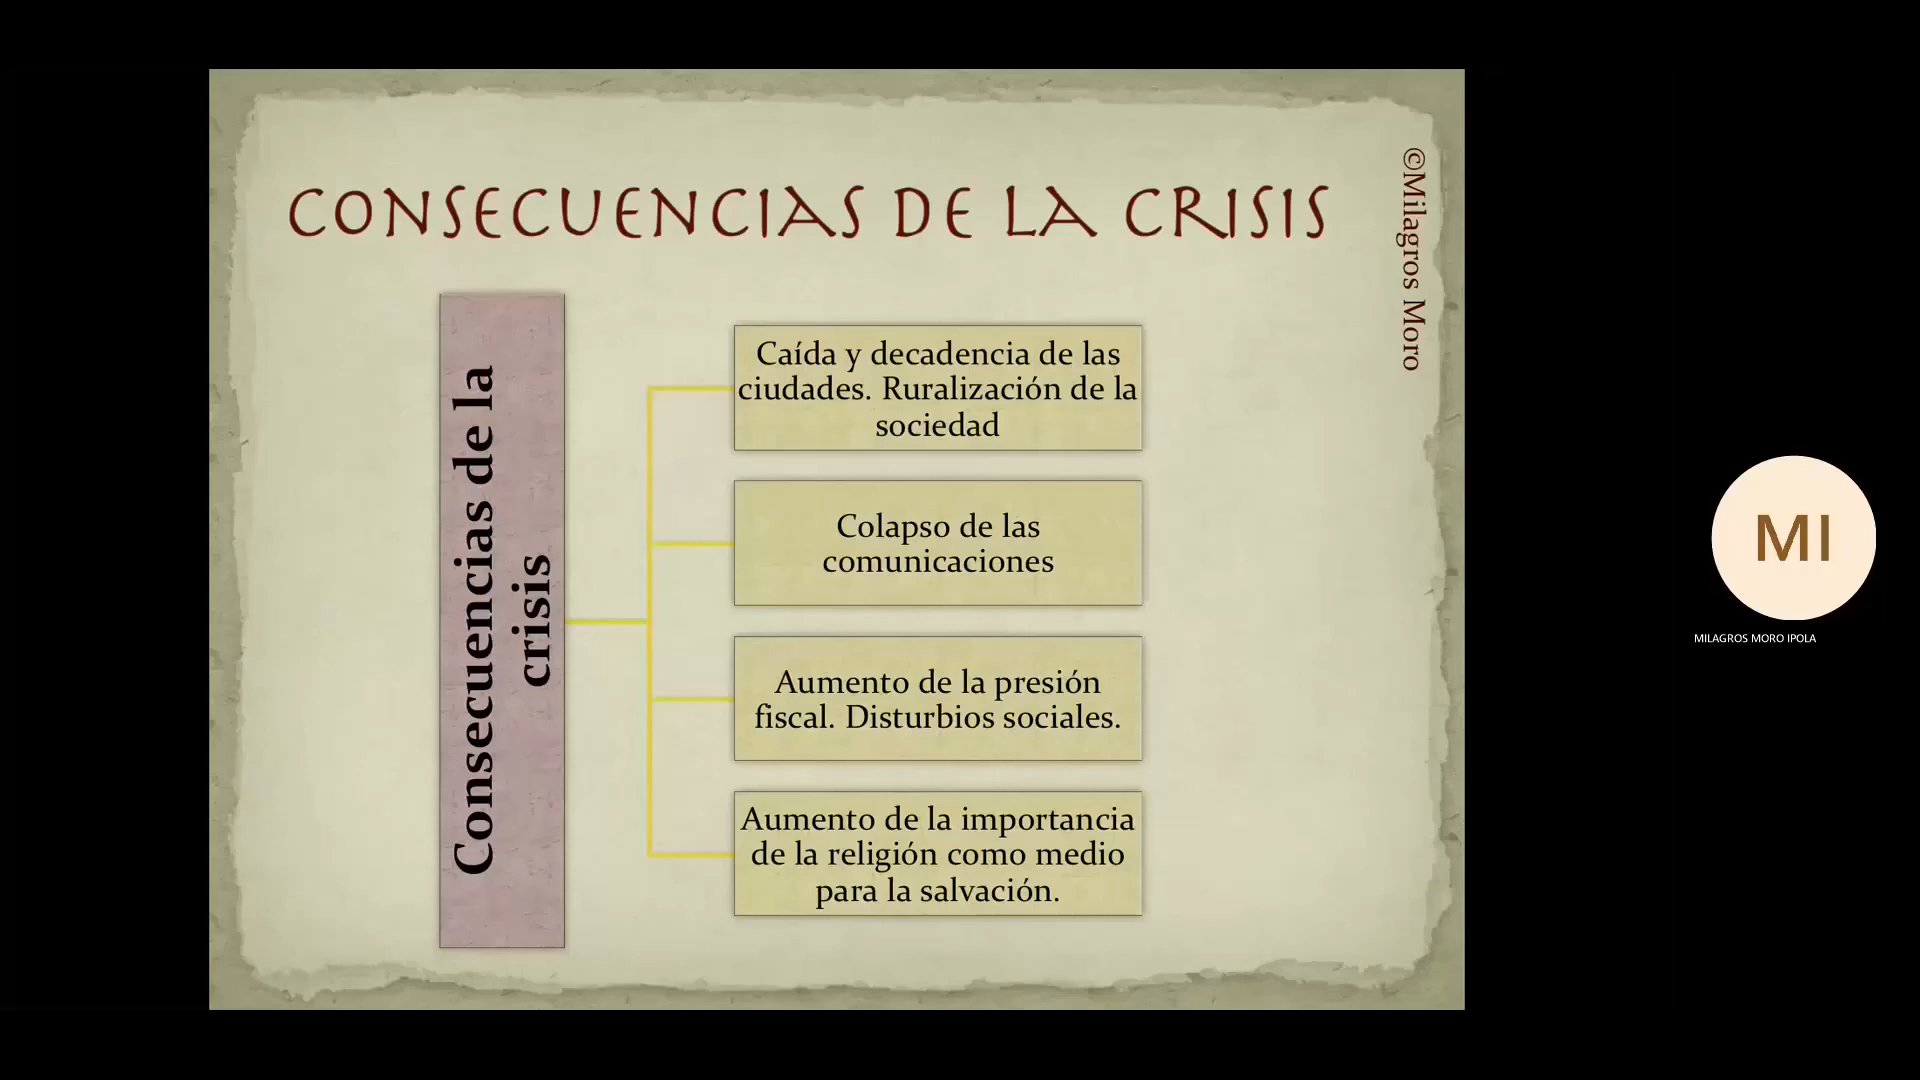 CONSECUENCIAS DE LA CRISIS
©Milagros Moro
Consecuencias de la
crisis
Caída y decadencia de las
ciudades. Ruralización de la
sociedad
Colapso de las
comunicaciones
Aumento de la presión
fiscal. Disturbios sociales.
Aumento de la importancia
de la religión como medio
para la salvación.
MI
MILAGROS MORO IPOLA